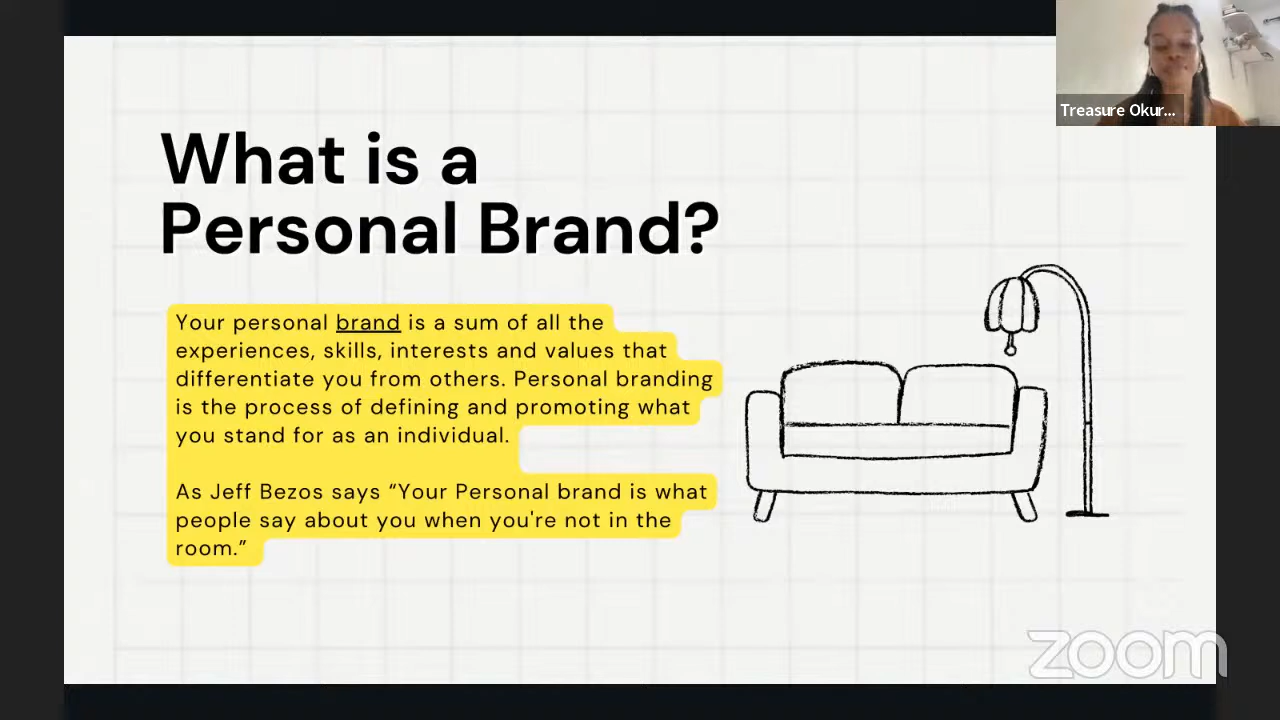 Treasure Okur...
What is a
Personal Brand?
Your personal brand is a sum of all the
experiences, skills, interests and values that
differentiate you from others. Personal branding
is the process of defining and promoting what
you stand for as an individual.
As Jeff Bezos says “Your Personal brand is what
people say about you when you're not in the
room.”
zoom